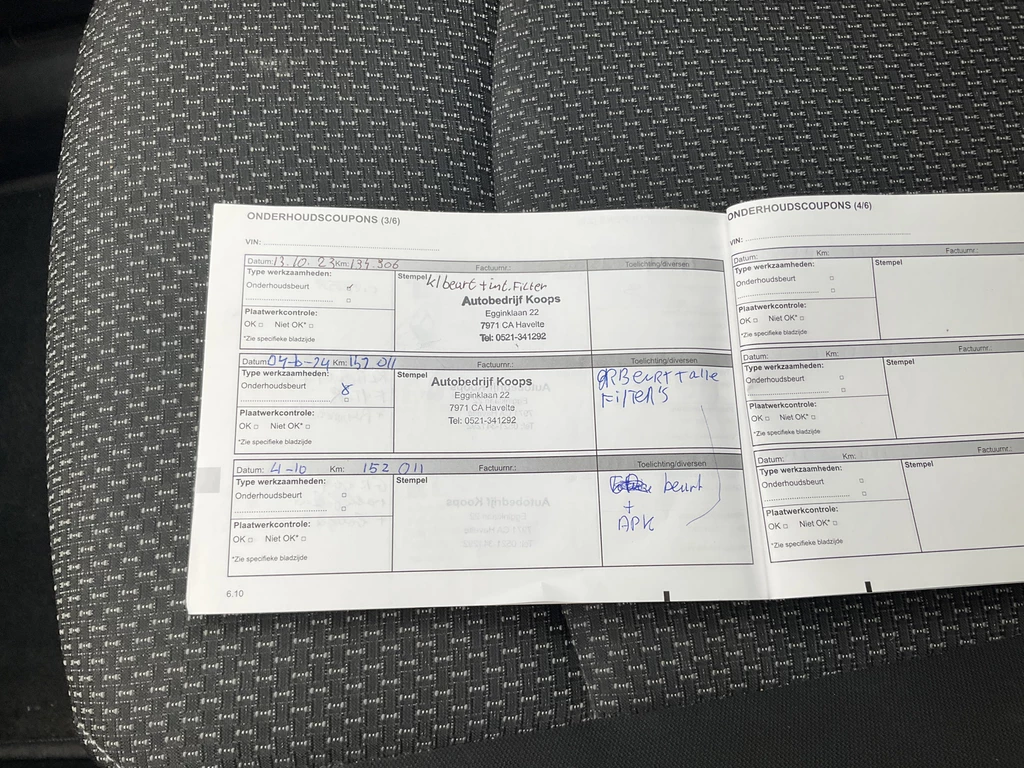 ONDERHOUDSCOUPONS (3/6)
VIN:
Datum: 13.10.23 Km: 134.906 Factuurnr.: Toelichting/diversen
Type werkzaamheden: Stempel kl beurt + int. Filter
Onderhoudsbeurt
Autobedrijf Koops
Egginklaan 22
7971 CA Havelte
Tel: 0521-341292
Plaatwerkcontrole:
OK Niet OK*
*Zie specifieke bladzijde
Datum: 04-6-24 Km: 152 011 Factuurnr.: Toelichting/diversen
Type werkzaamheden: Stempel
Onderhoudsbeurt
Autobedrijf Koops
Egginklaan 22
7971 CA Havelte
Tel: 0521-341292
GR BEURT + alle
FILTER'S
Plaatwerkcontrole:
OK Niet OK*
*Zie specifieke bladzijde
Datum: 4-10 Km: 152 011 Factuurnr.: Toelichting/diversen
Type werkzaamheden: Stempel
Onderhoudsbeurt
beurt
+
APK
Plaatwerkcontrole:
OK Niet OK*
*Zie specifieke bladzijde
6.10
ONDERHOUDSCOUPONS (4/6)
VIN:
Datum: Km: Factuurnr.:
Type werkzaamheden: Stempel
Onderhoudsbeurt
Plaatwerkcontrole:
OK Niet OK*
*Zie specifieke bladzijde
Datum: Km: Factuurnr.:
Type werkzaamheden: Stempel
Onderhoudsbeurt
Plaatwerkcontrole:
OK Niet OK*
*Zie specifieke bladzijde
Datum: Km: Factuurnr.:
Type werkzaamheden: Stempel
Onderhoudsbeurt
Plaatwerkcontrole:
OK Niet OK*
*Zie specifieke bladzijde